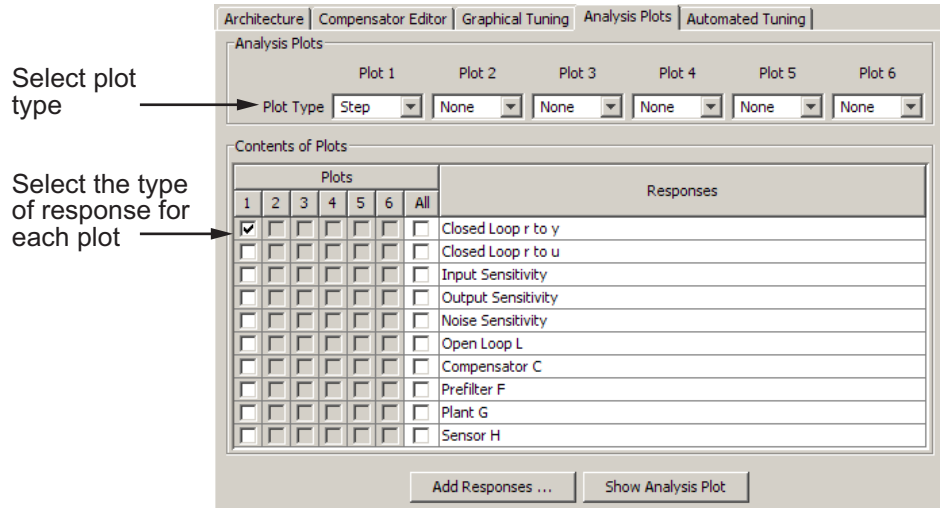 Architecture Compensator Editor Graphical Tuning Analysis Plots Automated Tuning
Analysis Plots
Plot 1 Plot 2 Plot 3 Plot 4 Plot 5 Plot 6
Select plot
type
Plot Type Step None None None None None
Contents of Plots
Plots
Responses
1 2 3 4 5 6 All
Select the type
of response for
each plot
Closed Loop r to y
Closed Loop r to u
Input Sensitivity
Output Sensitivity
Noise Sensitivity
Open Loop L
Compensator C
Prefilter F
Plant G
Sensor H
Add Responses ... Show Analysis Plot